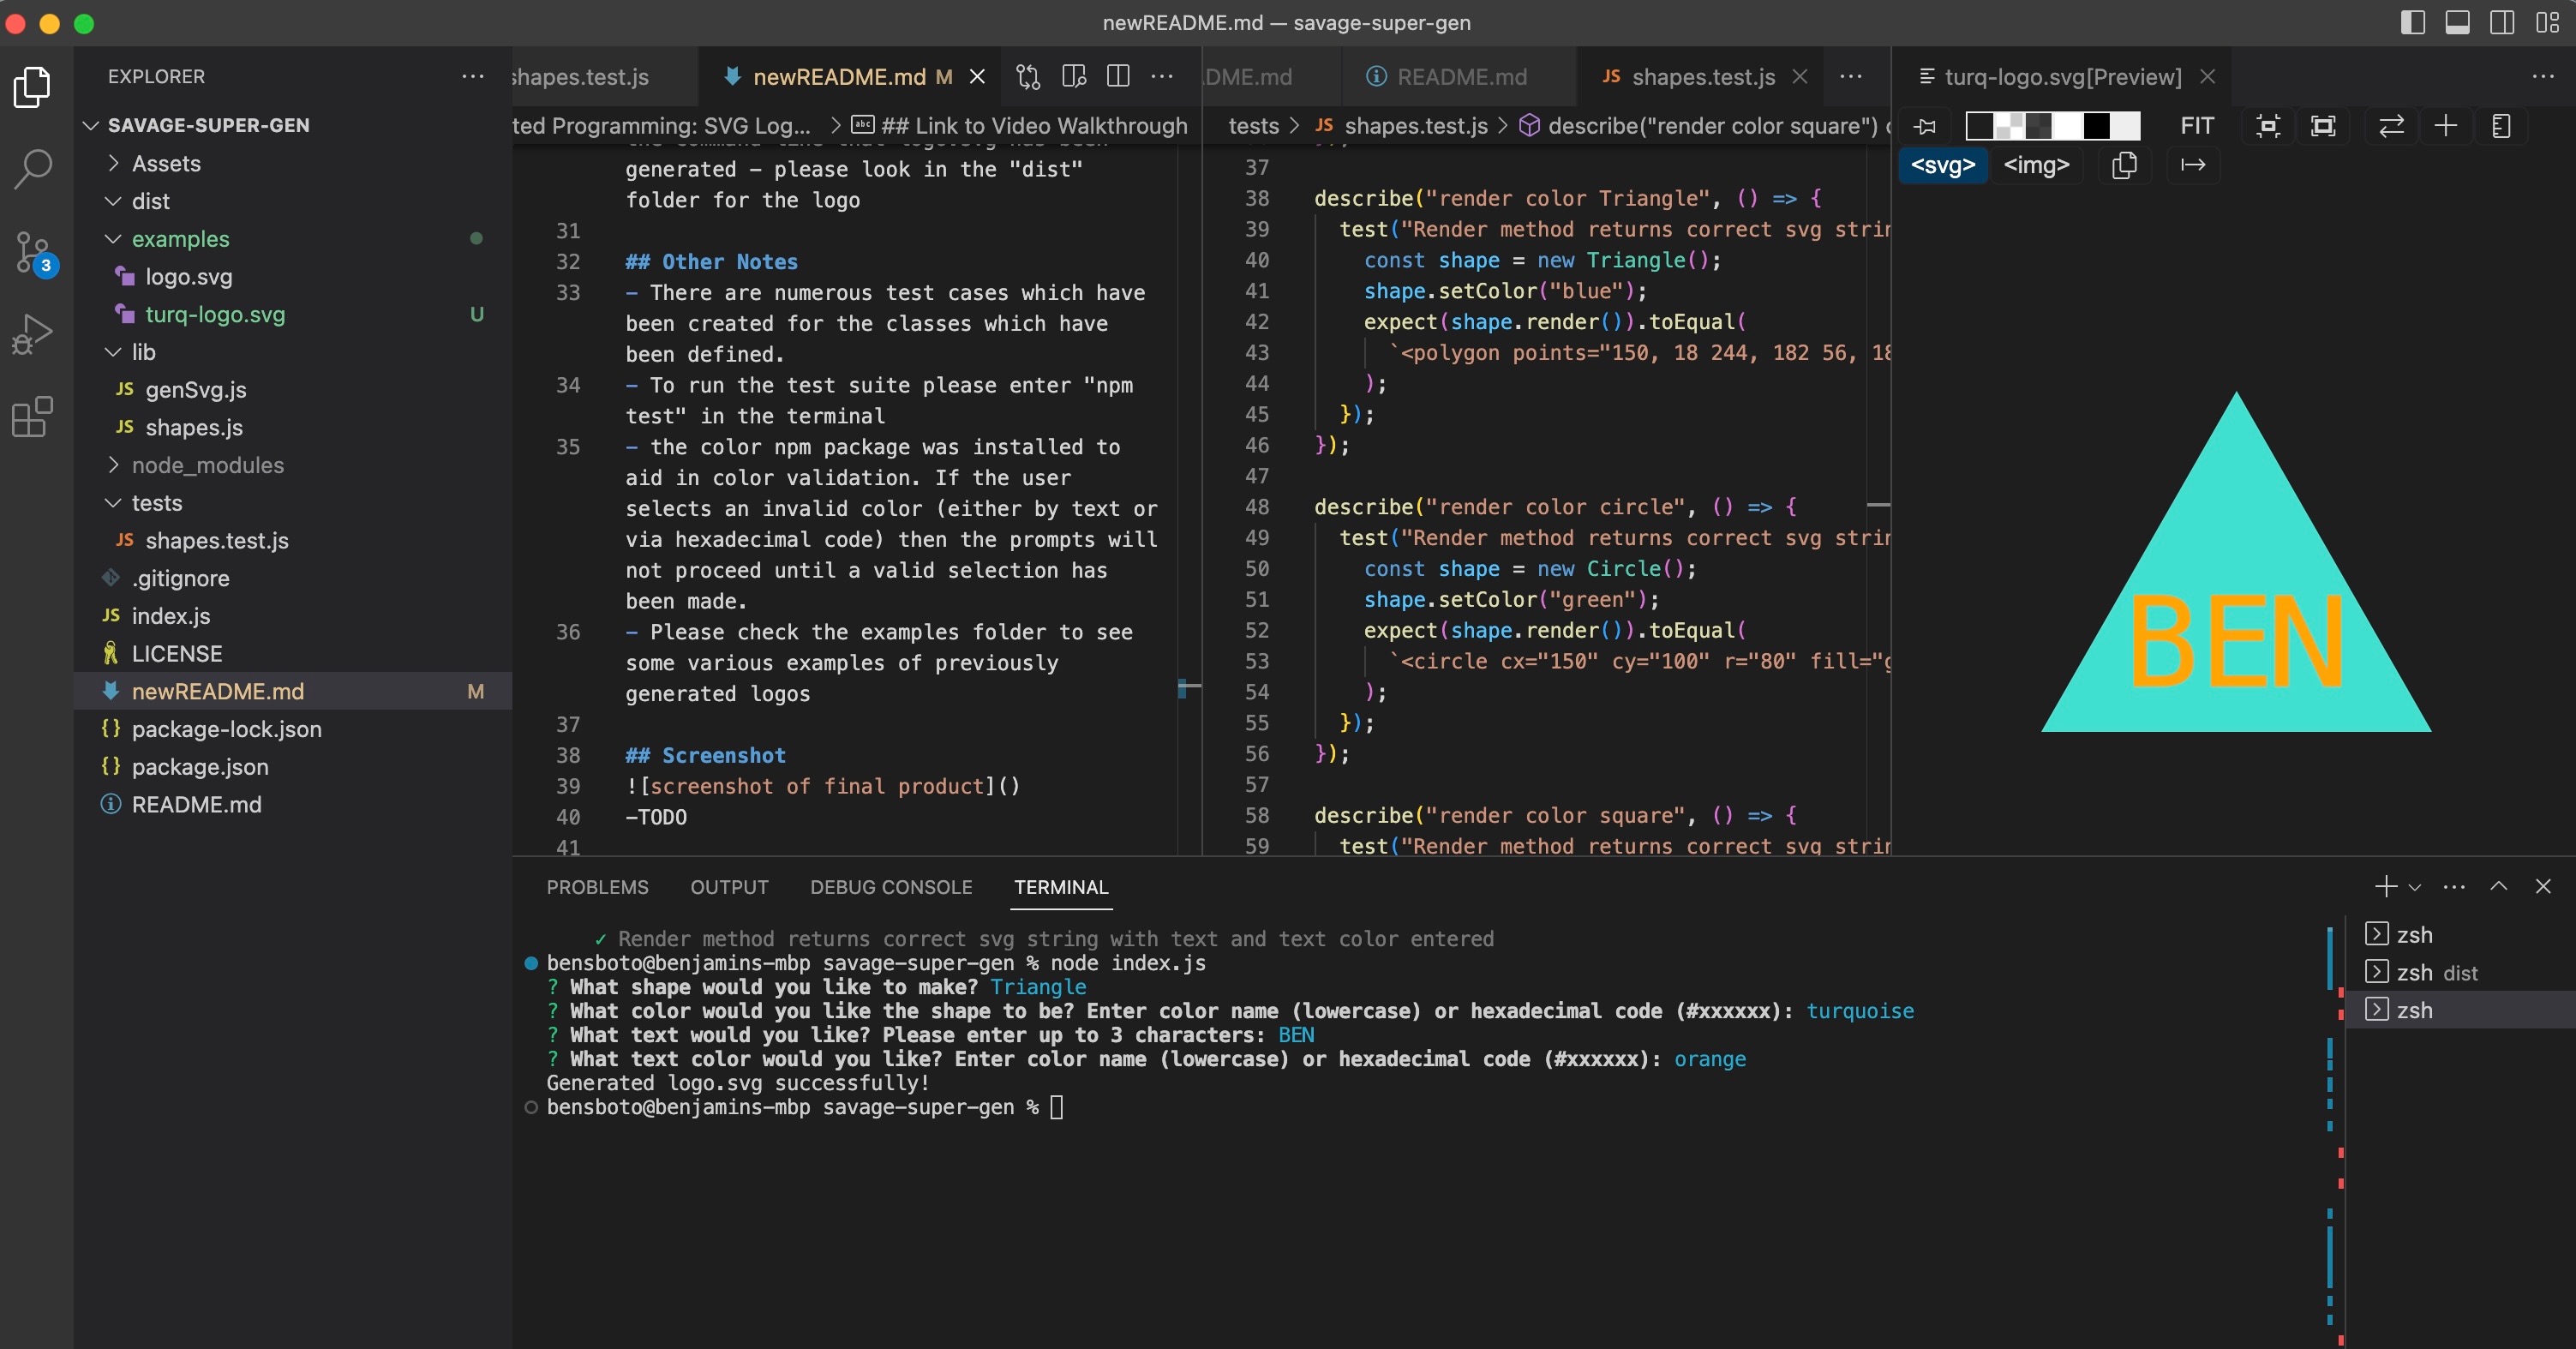 newREADME.md — savage-super-gen
EXPLORER
SAVAGE-SUPER-GEN
Assets
dist
examples
logo.svg
turq-logo.svg U
lib
JS genSvg.js
JS shapes.js
node_modules
tests
JS shapes.test.js
.gitignore
JS index.js
LICENSE
newREADME.md M
{} package-lock.json
{} package.json
README.md
3
shapes.test.js
newREADME.md M
ted Programming: SVG Log... > abc ## Link to Video Walkthrough
generated - please look in the "dist"
folder for the logo
31
32 ## Other Notes
33 - There are numerous test cases which have
been created for the classes which have
been defined.
34 - To run the test suite please enter "npm
test" in the terminal
35 - the color npm package was installed to
aid in color validation. If the user
selects an invalid color (either by text or
via hexadecimal code) then the prompts will
not proceed until a valid selection has
been made.
36 - Please check the examples folder to see
some various examples of previously
generated logos
37
38 ## Screenshot
39 ![screenshot of final product]()
40 -TODO
41
DME.md
README.md
JS shapes.test.js
tests > JS shapes.test.js > describe("render color square") c
37
38 describe("render color Triangle", () => {
39 test("Render method returns correct svg strin
40 const shape = new Triangle();
41 shape.setColor("blue");
42 expect(shape.render()).toEqual(
43 `<polygon points="150, 18 244, 182 56, 18
44 );
45 });
46 });
47
48 describe("render color circle", () => {
49 test("Render method returns correct svg strin
50 const shape = new Circle();
51 shape.setColor("green");
52 expect(shape.render()).toEqual(
53 `<circle cx="150" cy="100" r="80" fill="g
54 );
55 });
56 });
57
58 describe("render color square", () => {
59 test("Render method returns correct svg strin
turq-logo.svg[Preview]
FIT
<svg> <img>
BEN
PROBLEMS OUTPUT DEBUG CONSOLE TERMINAL
✓ Render method returns correct svg string with text and text color entered
bensboto@benjamins-mbp savage-super-gen % node index.js
? What shape would you like to make? Triangle
? What color would you like the shape to be? Enter color name (lowercase) or hexadecimal code (#xxxxxx): turquoise
? What text would you like? Please enter up to 3 characters: BEN
? What text color would you like? Enter color name (lowercase) or hexadecimal code (#xxxxxx): orange
Generated logo.svg successfully!
bensboto@benjamins-mbp savage-super-gen %
zsh
zsh dist
zsh